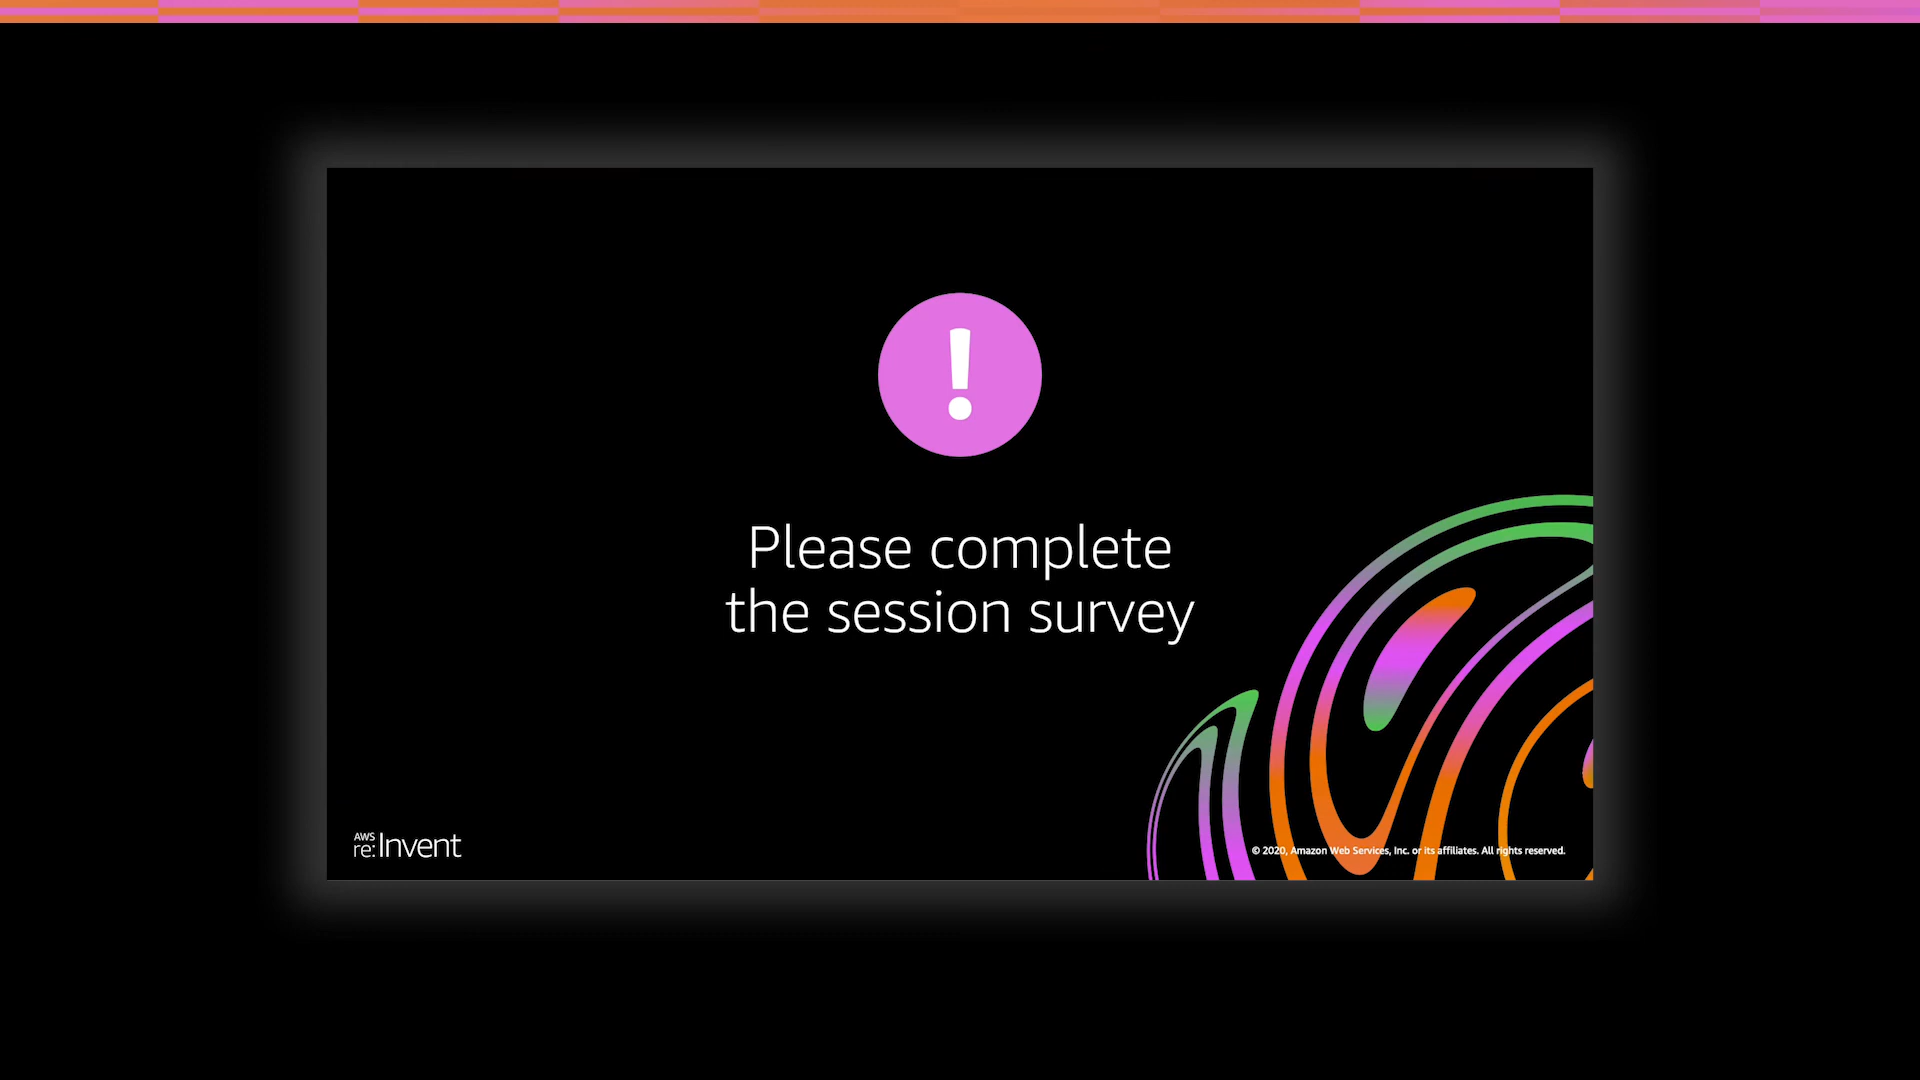 !
Please complete
the session survey
AWS
re:Invent
© 2020, Amazon Web Services, Inc. or its affiliates. All rights reserved.